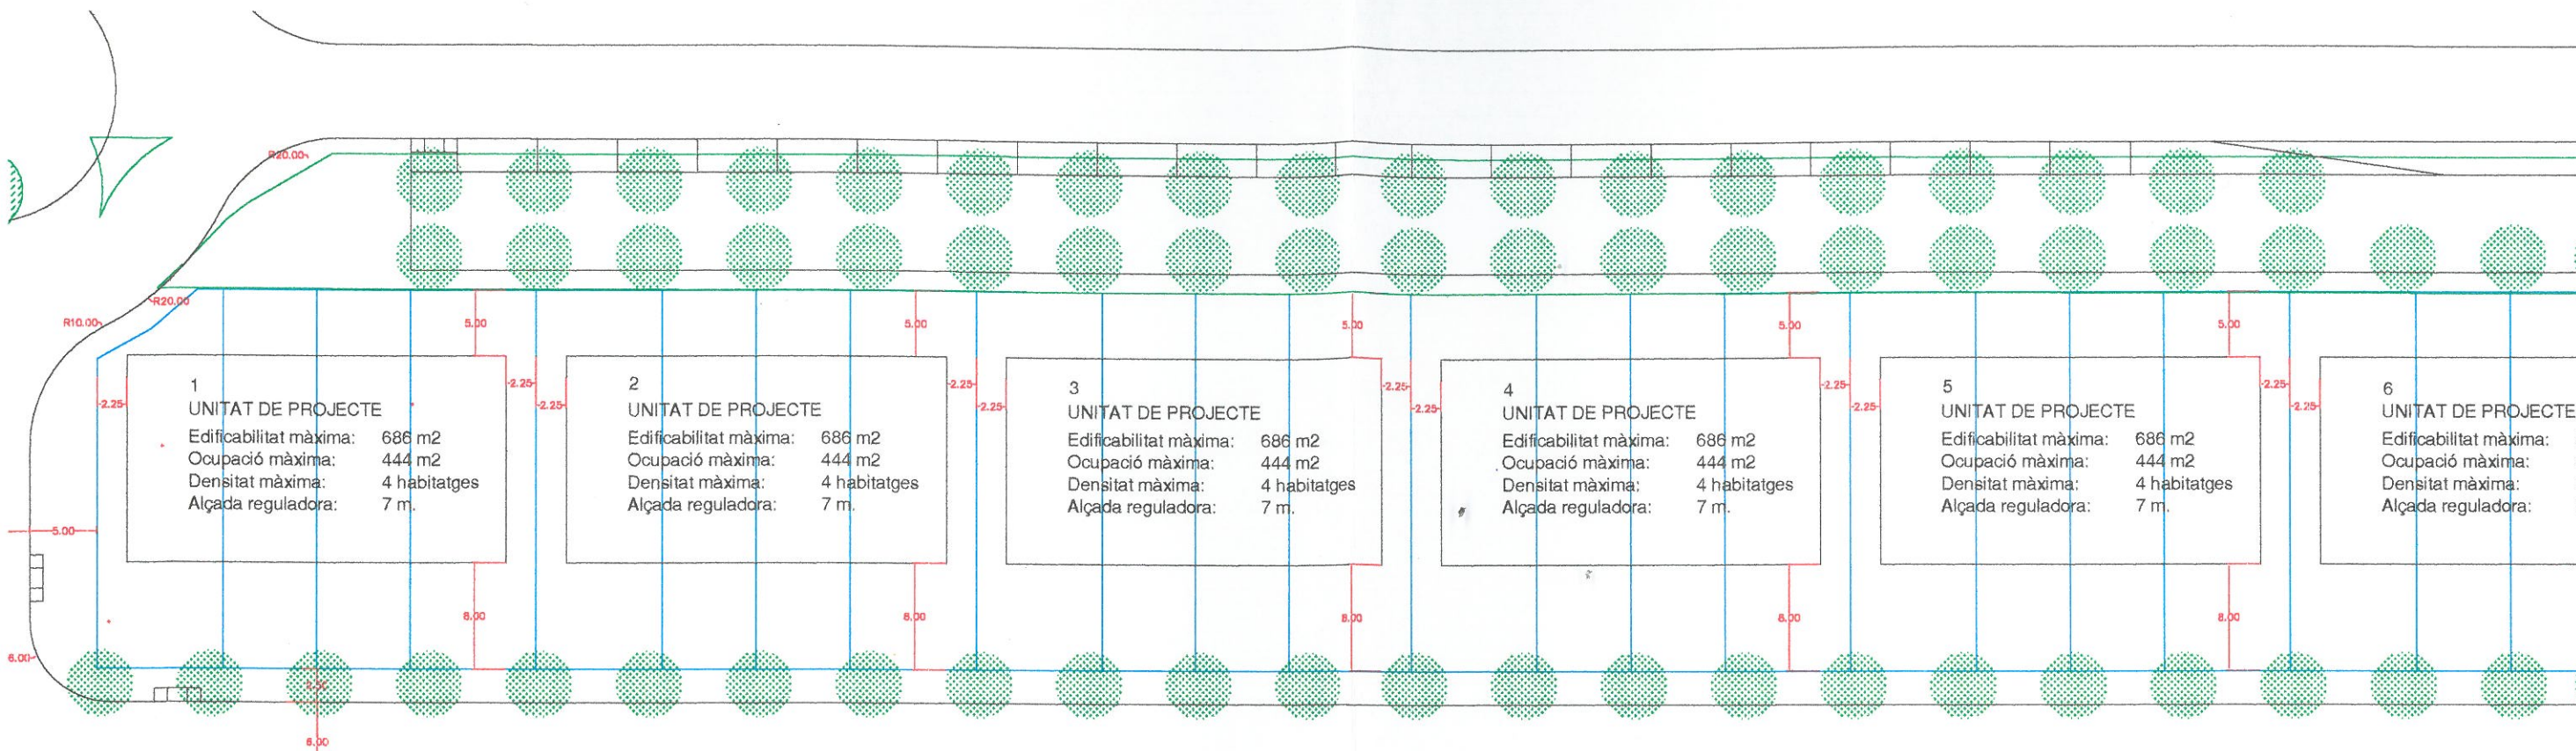 R20.00
R20.00
R10.00
5.00
5.00
5.00
5.00
5.00
1
UNITAT DE PROJECTE
Edificabilitat màxima: 686 m2
Ocupació màxima: 444 m2
Densitat màxima: 4 habitatges
Alçada reguladora: 7 m.
2
UNITAT DE PROJECTE
Edificabilitat màxima: 686 m2
Ocupació màxima: 444 m2
Densitat màxima: 4 habitatges
Alçada reguladora: 7 m.
3
UNITAT DE PROJECTE
Edificabilitat màxima: 686 m2
Ocupació màxima: 444 m2
Densitat màxima: 4 habitatges
Alçada reguladora: 7 m.
4
UNITAT DE PROJECTE
Edificabilitat màxima: 686 m2
Ocupació màxima: 444 m2
Densitat màxima: 4 habitatges
Alçada reguladora: 7 m.
5
UNITAT DE PROJECTE
Edificabilitat màxima: 686 m2
Ocupació màxima: 444 m2
Densitat màxima: 4 habitatges
Alçada reguladora: 7 m.
6
UNITAT DE PROJECTE
Edificabilitat màxima:
Ocupació màxima:
Densitat màxima:
Alçada reguladora:
2.25
2.25
2.25
2.25
2.25
2.25
2.25
2.25
2.25
2.25
2.25
5.00
8.00
8.00
8.00
8.00
8.00
6.00
2.50
6.00